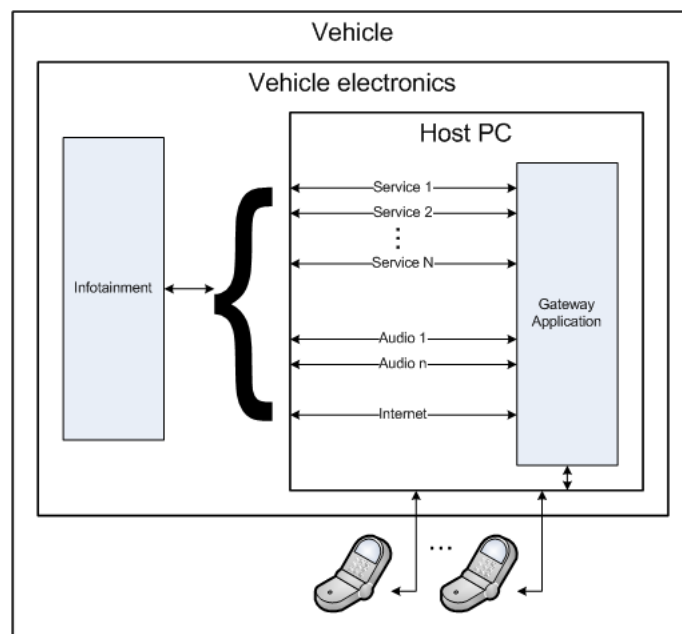 Vehicle
Vehicle electronics
Host PC
Service 1
Service 2
⋮
Service N
Infotainment
Gateway
Application
Audio 1
Audio n
Internet
...